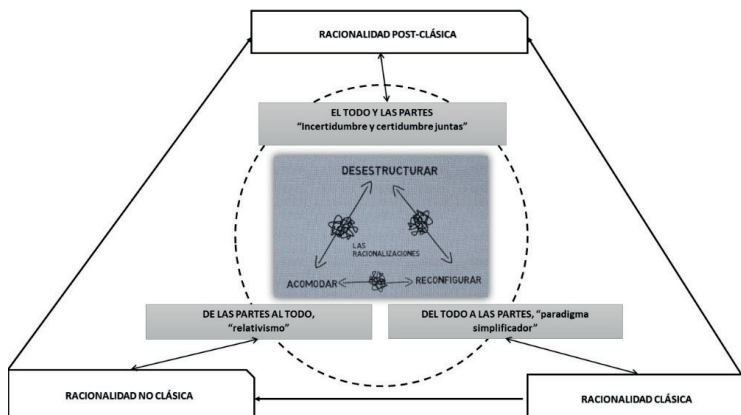 RACIONALIDAD POST-CLÁSICA
EL TODO Y LAS PARTES
“Incertidumbre y certidumbre juntas”
DESESTRUCTURAR
LAS
RACIONALIZACIONES
ACOMODAR
RECONFIGURAR
DE LAS PARTES AL TODO,
“relativismo”
DEL TODO A LAS PARTES, “paradigma
simplificador”
RACIONALIDAD NO CLÁSICA
RACIONALIDAD CLÁSICA